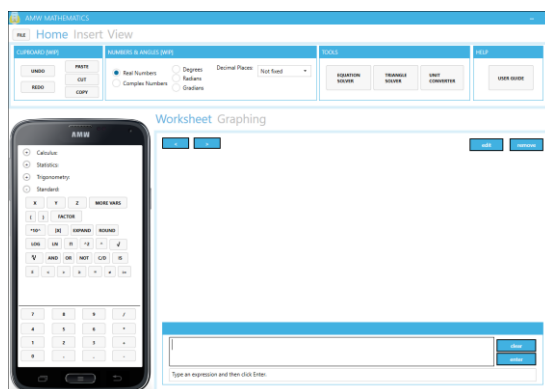 AMW MATHEMATICS
FILE Home Insert View
CLIPBOARD (WIP) NUMBERS & ANGLES (WIP) TOOLS HELP
UNDO PASTE CUT REDO COPY
Real Numbers Complex Numbers
Degrees Radians Gradians
Decimal Places: Not fixed
EQUATION SOLVER TRIANGLE SOLVER UNIT CONVERTER
USER GUIDE
Worksheet Graphing
edit remove
AMW
Calculus:
Statistics:
Trigonometry:
Standard:
X Y Z MORE VARS
( ) FACTOR
*10^ |X| EXPAND ROUND
LOG LN
AND OR NOT C/D
7 8 9 /
4 5 6 *
1 2 3 +
0 . , -
clear
enter
Type an expression and then click Enter.